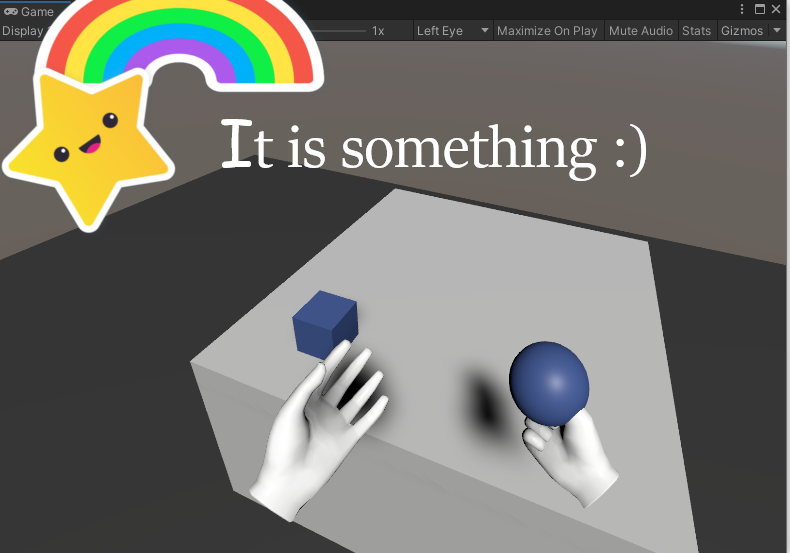 Game
Display 1x Left Eye Maximize On Play Mute Audio Stats Gizmos
It is something :)